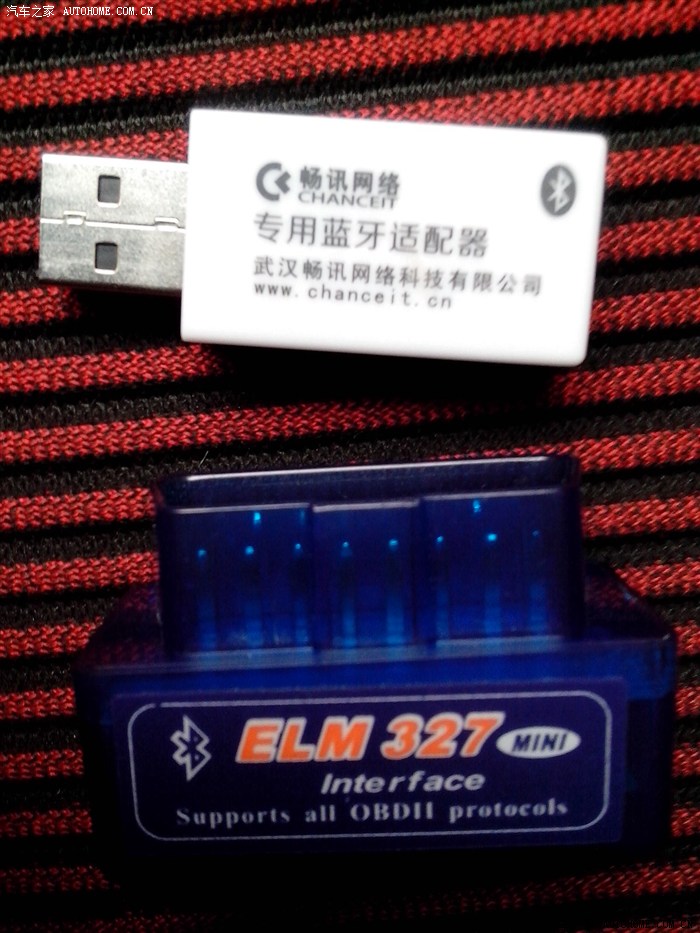 汽车之家 AUTOHOME.COM.CN
畅讯网络
CHANCEIT
专用蓝牙适配器
武汉畅讯网络科技有限公司
www.chanceit.cn
ELM 327 MINI
Interface
Supports all OBDII protocols